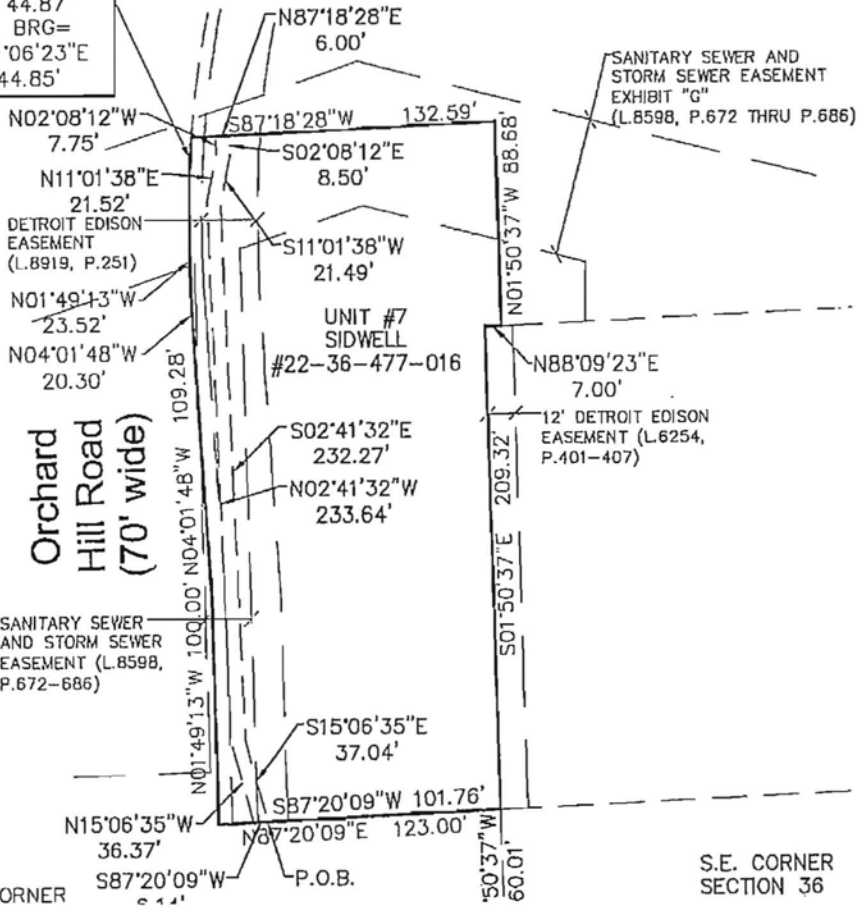 44.87'
BRG=
°06'23"E
44.85'
N87°18'28"E
6.00'
SANITARY SEWER AND
STORM SEWER EASEMENT
EXHIBIT "G"
(L.8598, P.672 THRU P.686)
N02°08'12"W
7.75'
S87°18'28"W 132.59'
S02°08'12"E
8.50'
N11°01'38"E
21.52'
N01°50'37"W 88.68'
DETROIT EDISON
EASEMENT
(L.8919, P.251)
S11°01'38"W
21.49'
N01°49'13"W
23.52'
UNIT #7
SIDWELL
#22-36-477-016
N04°01'48"W
20.30'
N88°09'23"E
7.00'
12' DETROIT EDISON
EASEMENT (L.6254,
P.401-407)
Orchard
Hill Road
(70' wide)
N04°01'48"W 109.28'
S02°41'32"E
232.27'
N02°41'32"W
233.64'
S01°50'37"E 209.32'
SANITARY SEWER
AND STORM SEWER
EASEMENT (L.8598,
P.672-686)
N01°49'13"W 100.00'
S15°06'35"E
37.04'
S87°20'09"W 101.76'
N15°06'35"W
36.37'
N87°20'09"E 123.00'
S87°20'09"W
P.O.B.
°50'37"W
60.01'
S.E. CORNER
SECTION 36
CORNER